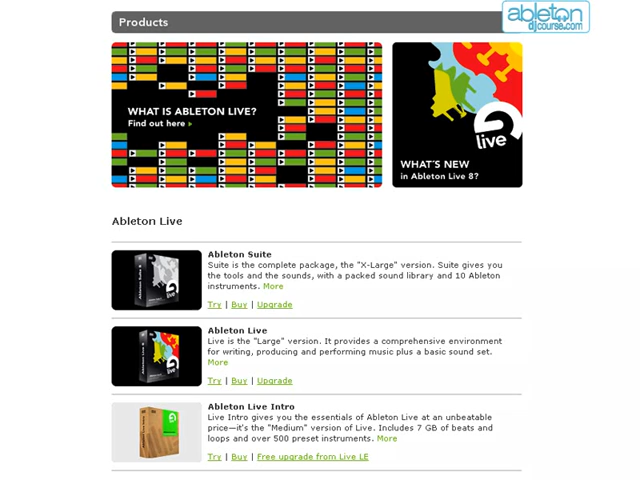 ableton
djcourse.com
Products
WHAT IS ABLETON LIVE?
Find out here
live
WHAT'S NEW
in Ableton Live 8?
Ableton Live
Ableton Suite
Suite is the complete package, the "X-Large" version. Suite gives you
the tools and the sounds, with a packed sound library and 10 Ableton
instruments. More
Try | Buy | Upgrade
Ableton Live
Live is the "Large" version. It provides a comprehensive environment
for writing, producing and performing music plus a basic sound set.
More
Try | Buy | Upgrade
Ableton Live Intro
Live Intro gives you the essentials of Ableton Live at an unbeatable
price—it's the "Medium" version of Live. Includes 7 GB of beats and
loops and over 500 preset instruments. More
Try | Buy | Free upgrade from Live LE